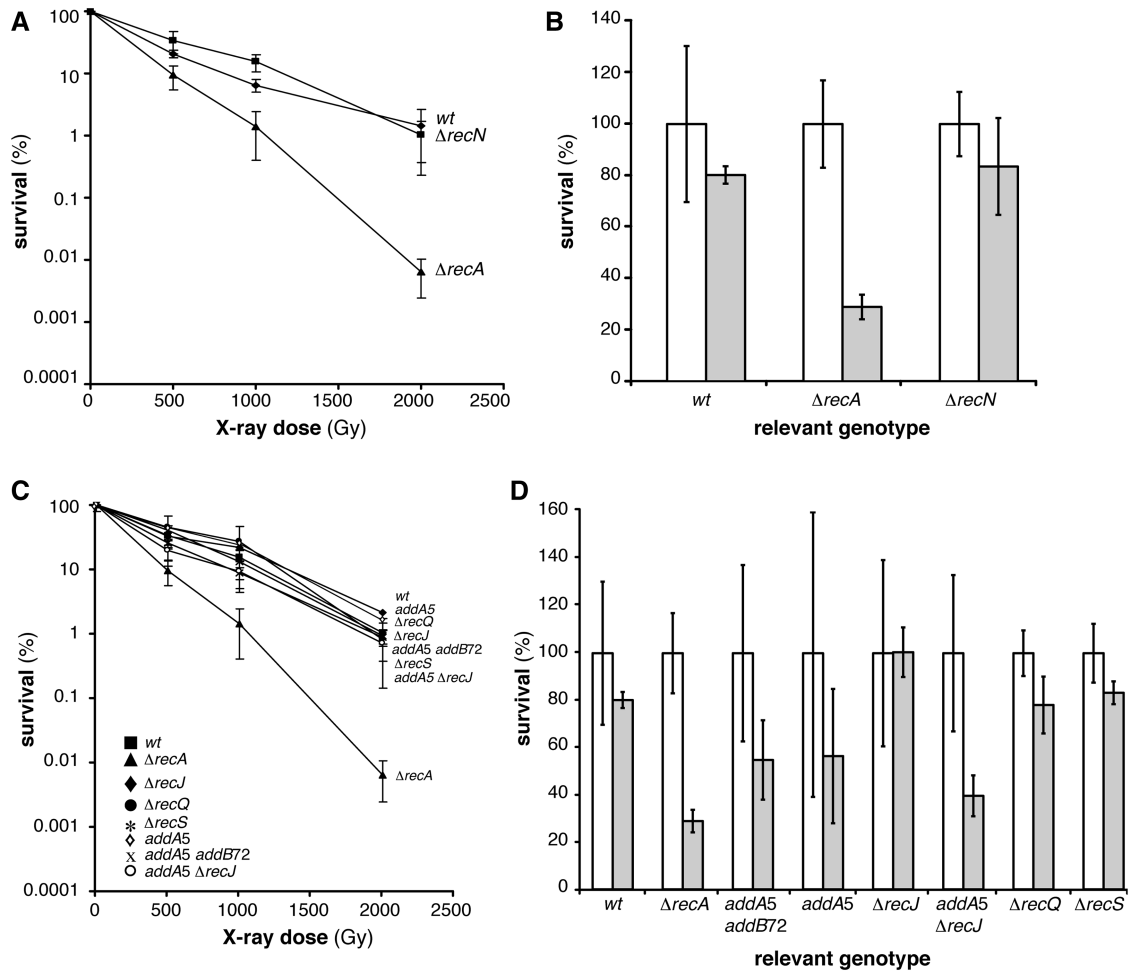 A
100
10
1
0.1
0.01
0.001
0.0001
survival (%)
wt
ΔrecN
ΔrecA
0 500 1000 1500 2000 2500
X-ray dose (Gy)
B
140
120
100
80
60
40
20
0
survival (%)
wt ΔrecA ΔrecN
relevant genotype
C
100
10
1
0.1
0.01
0.001
0.0001
survival (%)
wt
addA5
ΔrecQ
ΔrecJ
addA5 addB72
ΔrecS
addA5 ΔrecJ
ΔrecA
wt
ΔrecA
ΔrecJ
ΔrecQ
* ΔrecS
addA5
x addA5 addB72
addA5 ΔrecJ
0 500 1000 1500 2000 2500
X-ray dose (Gy)
D
160
140
120
100
80
60
40
20
0
survival (%)
wt ΔrecA addA5 addA5 ΔrecJ addA5 ΔrecQ ΔrecS
addB72 ΔrecJ
relevant genotype